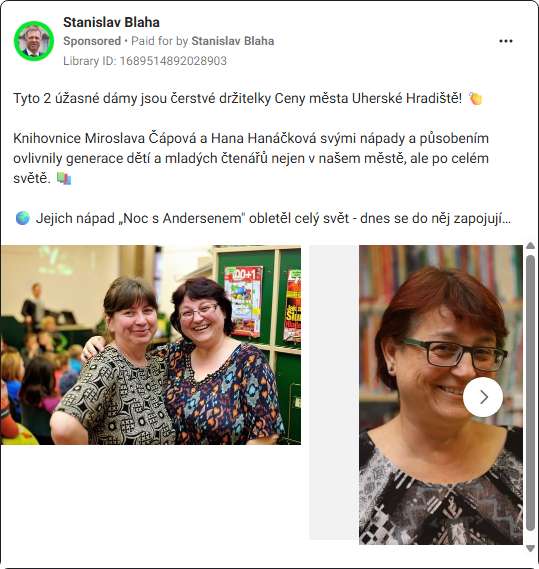 Stanislav Blaha
Sponsored • Paid for by Stanislav Blaha
Library ID: 1689514892028903
Tyto 2 úžasné dámy jsou čerstvé držitelky Ceny města Uherské Hradiště! 👏
Knihovnice Miroslava Čápová a Hana Hanáčková svými nápady a působením
ovlivnily generace dětí a mladých čtenářů nejen v našem městě, ale po celém
světě. 📚
🌍 Jejich nápad „Noc s Andersenem" obletěl celý svět - dnes se do něj zapojují...
100+1